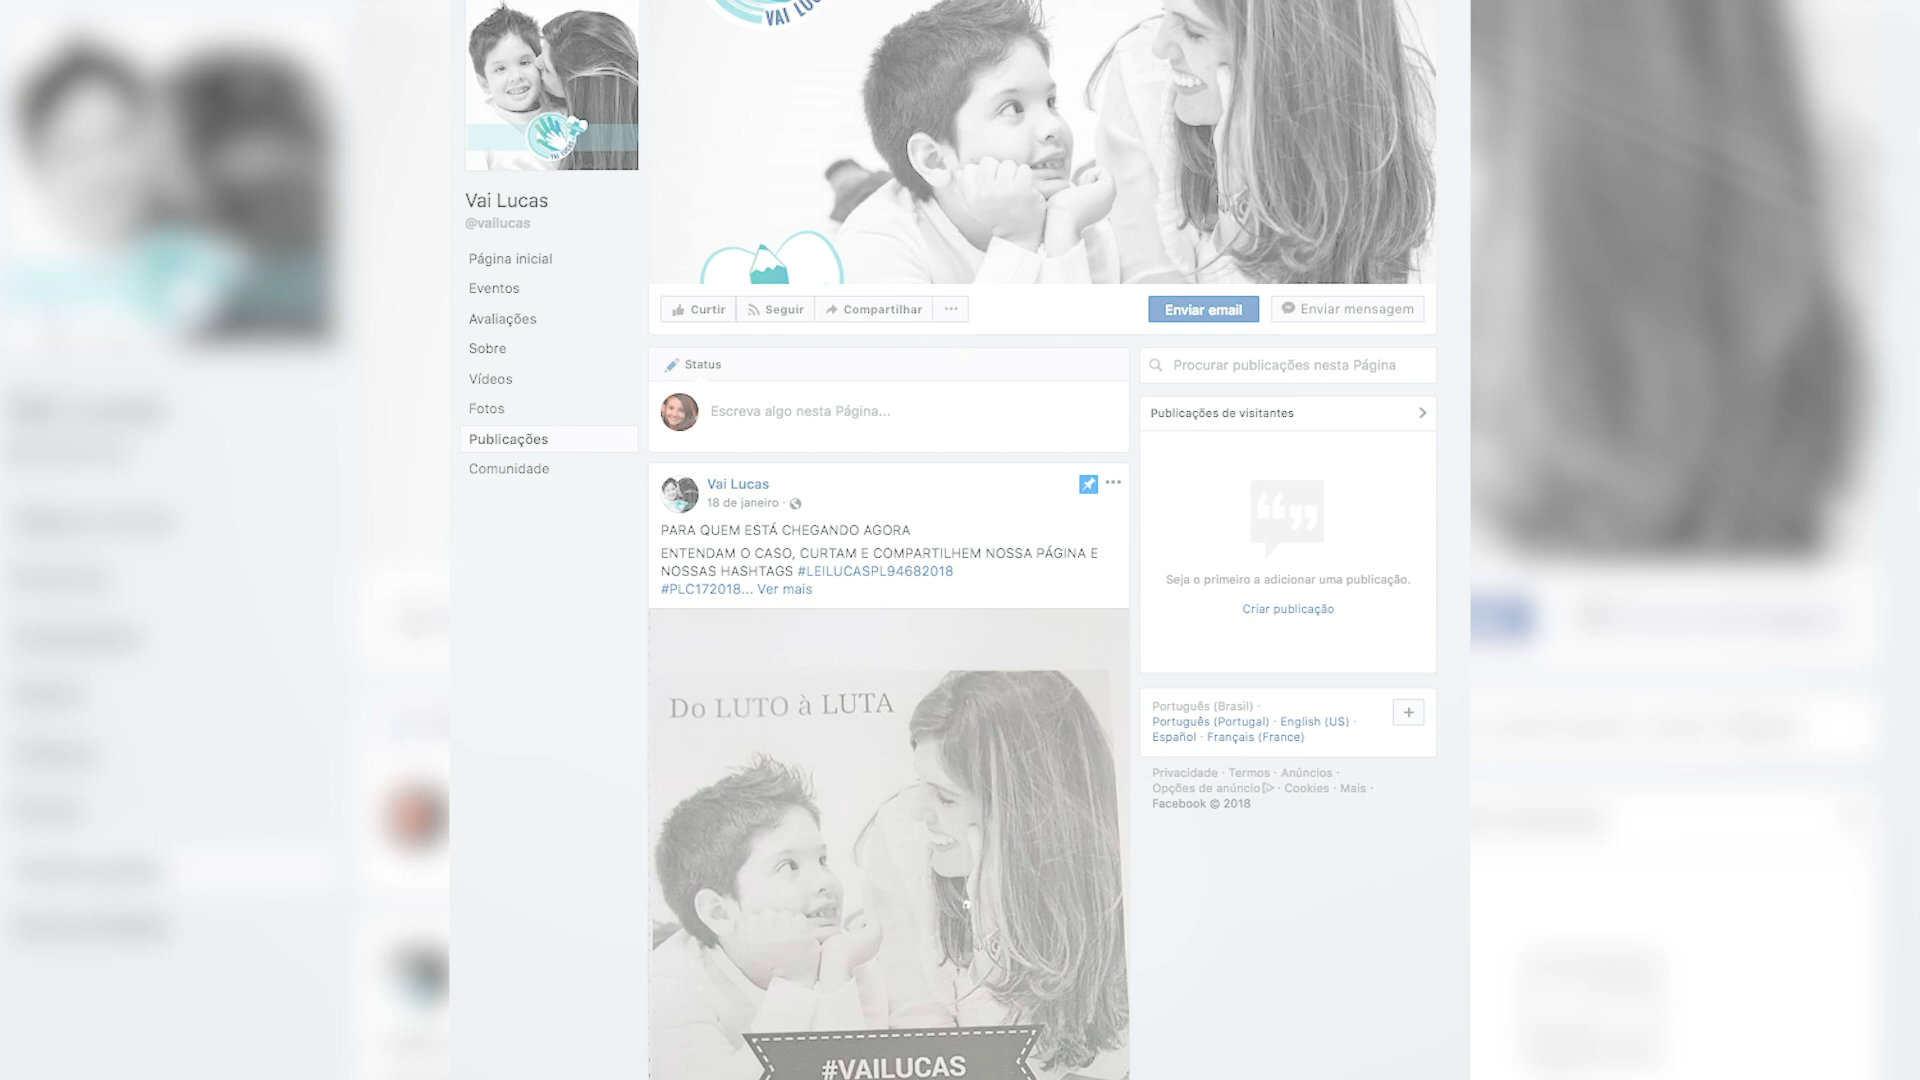 VAI LUC
VAI LUCAS
Vai Lucas
@vailucas
Página inicial
Eventos
Avaliações
Sobre
Vídeos
Fotos
Publicações
Comunidade
Curtir
Seguir
Compartilhar
Enviar email
Enviar mensagem
Status
Escreva algo nesta Página...
Vai Lucas
18 de janeiro ·
PARA QUEM ESTÁ CHEGANDO AGORA
ENTENDAM O CASO, CURTAM E COMPARTILHEM NOSSA PÁGINA E
NOSSAS HASHTAGS #LEILUCASPL94682018
#PLC172018... Ver mais
Do LUTO à LUTA
#VAILUCAS
Procurar publicações nesta Página
Publicações de visitantes
Seja o primeiro a adicionar uma publicação.
Criar publicação
Português (Brasil) ·
Português (Portugal) · English (US) ·
Español · Français (France)
Privacidade · Termos · Anúncios ·
Opções de anúncio · Cookies · Mais ·
Facebook © 2018